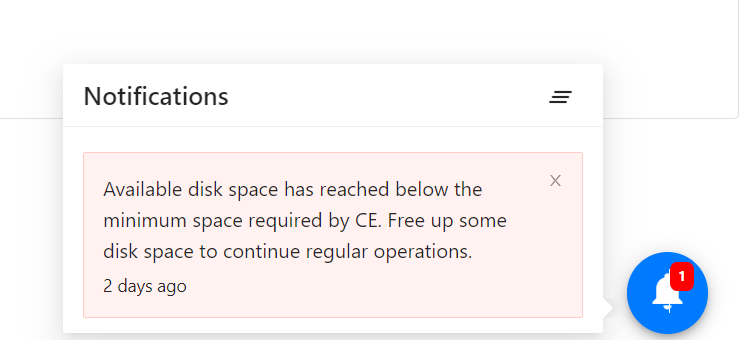 Notifications
Available disk space has reached below the
minimum space required by CE. Free up some
disk space to continue regular operations.
2 days ago
1